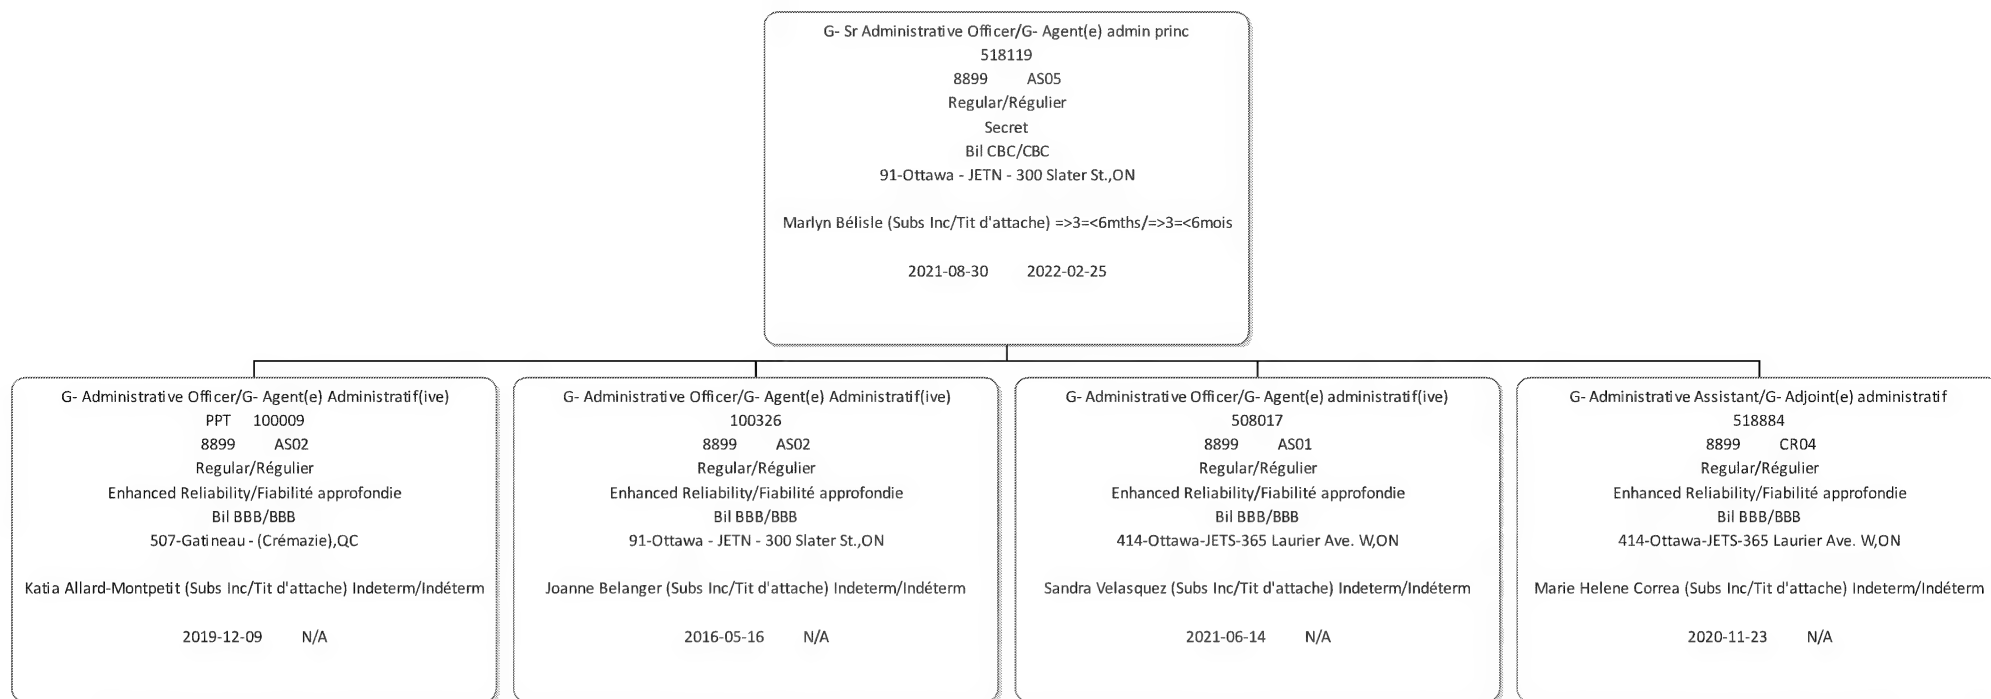 G- Sr Administrative Officer/G- Agent(e) admin princ
518119
8899 AS05
Regular/Régulier
Secret
Bil CBC/CBC
91-Ottawa - JETN - 300 Slater St.,ON
Marlyn Bélisle (Subs Inc/Tit d'attache) =>3=<6mths/=>3=<6mois
2021-08-30 2022-02-25
G- Administrative Officer/G- Agent(e) Administratif(ive)
PPT 100009
8899 AS02
Regular/Régulier
Enhanced Reliability/Fiabilité approfondie
Bil BBB/BBB
507-Gatineau - (Crémazie),QC
Katia Allard-Montpetit (Subs Inc/Tit d'attache) Indeterm/Indéterm
2019-12-09 N/A
G- Administrative Officer/G- Agent(e) Administratif(ive)
100326
8899 AS02
Regular/Régulier
Enhanced Reliability/Fiabilité approfondie
Bil BBB/BBB
91-Ottawa - JETN - 300 Slater St.,ON
Joanne Belanger (Subs Inc/Tit d'attache) Indeterm/Indéterm
2016-05-16 N/A
G- Administrative Officer/G- Agent(e) administratif(ive)
508017
8899 AS01
Regular/Régulier
Enhanced Reliability/Fiabilité approfondie
Bil BBB/BBB
414-Ottawa-JETS-365 Laurier Ave. W,ON
Sandra Velasquez (Subs Inc/Tit d'attache) Indeterm/Indéterm
2021-06-14 N/A
G- Administrative Assistant/G- Adjoint(e) administratif
518884
8899 CR04
Regular/Régulier
Enhanced Reliability/Fiabilité approfondie
Bil BBB/BBB
414-Ottawa-JETS-365 Laurier Ave. W,ON
Marie Helene Correa (Subs Inc/Tit d'attache) Indeterm/Indéterm
2020-11-23 N/A